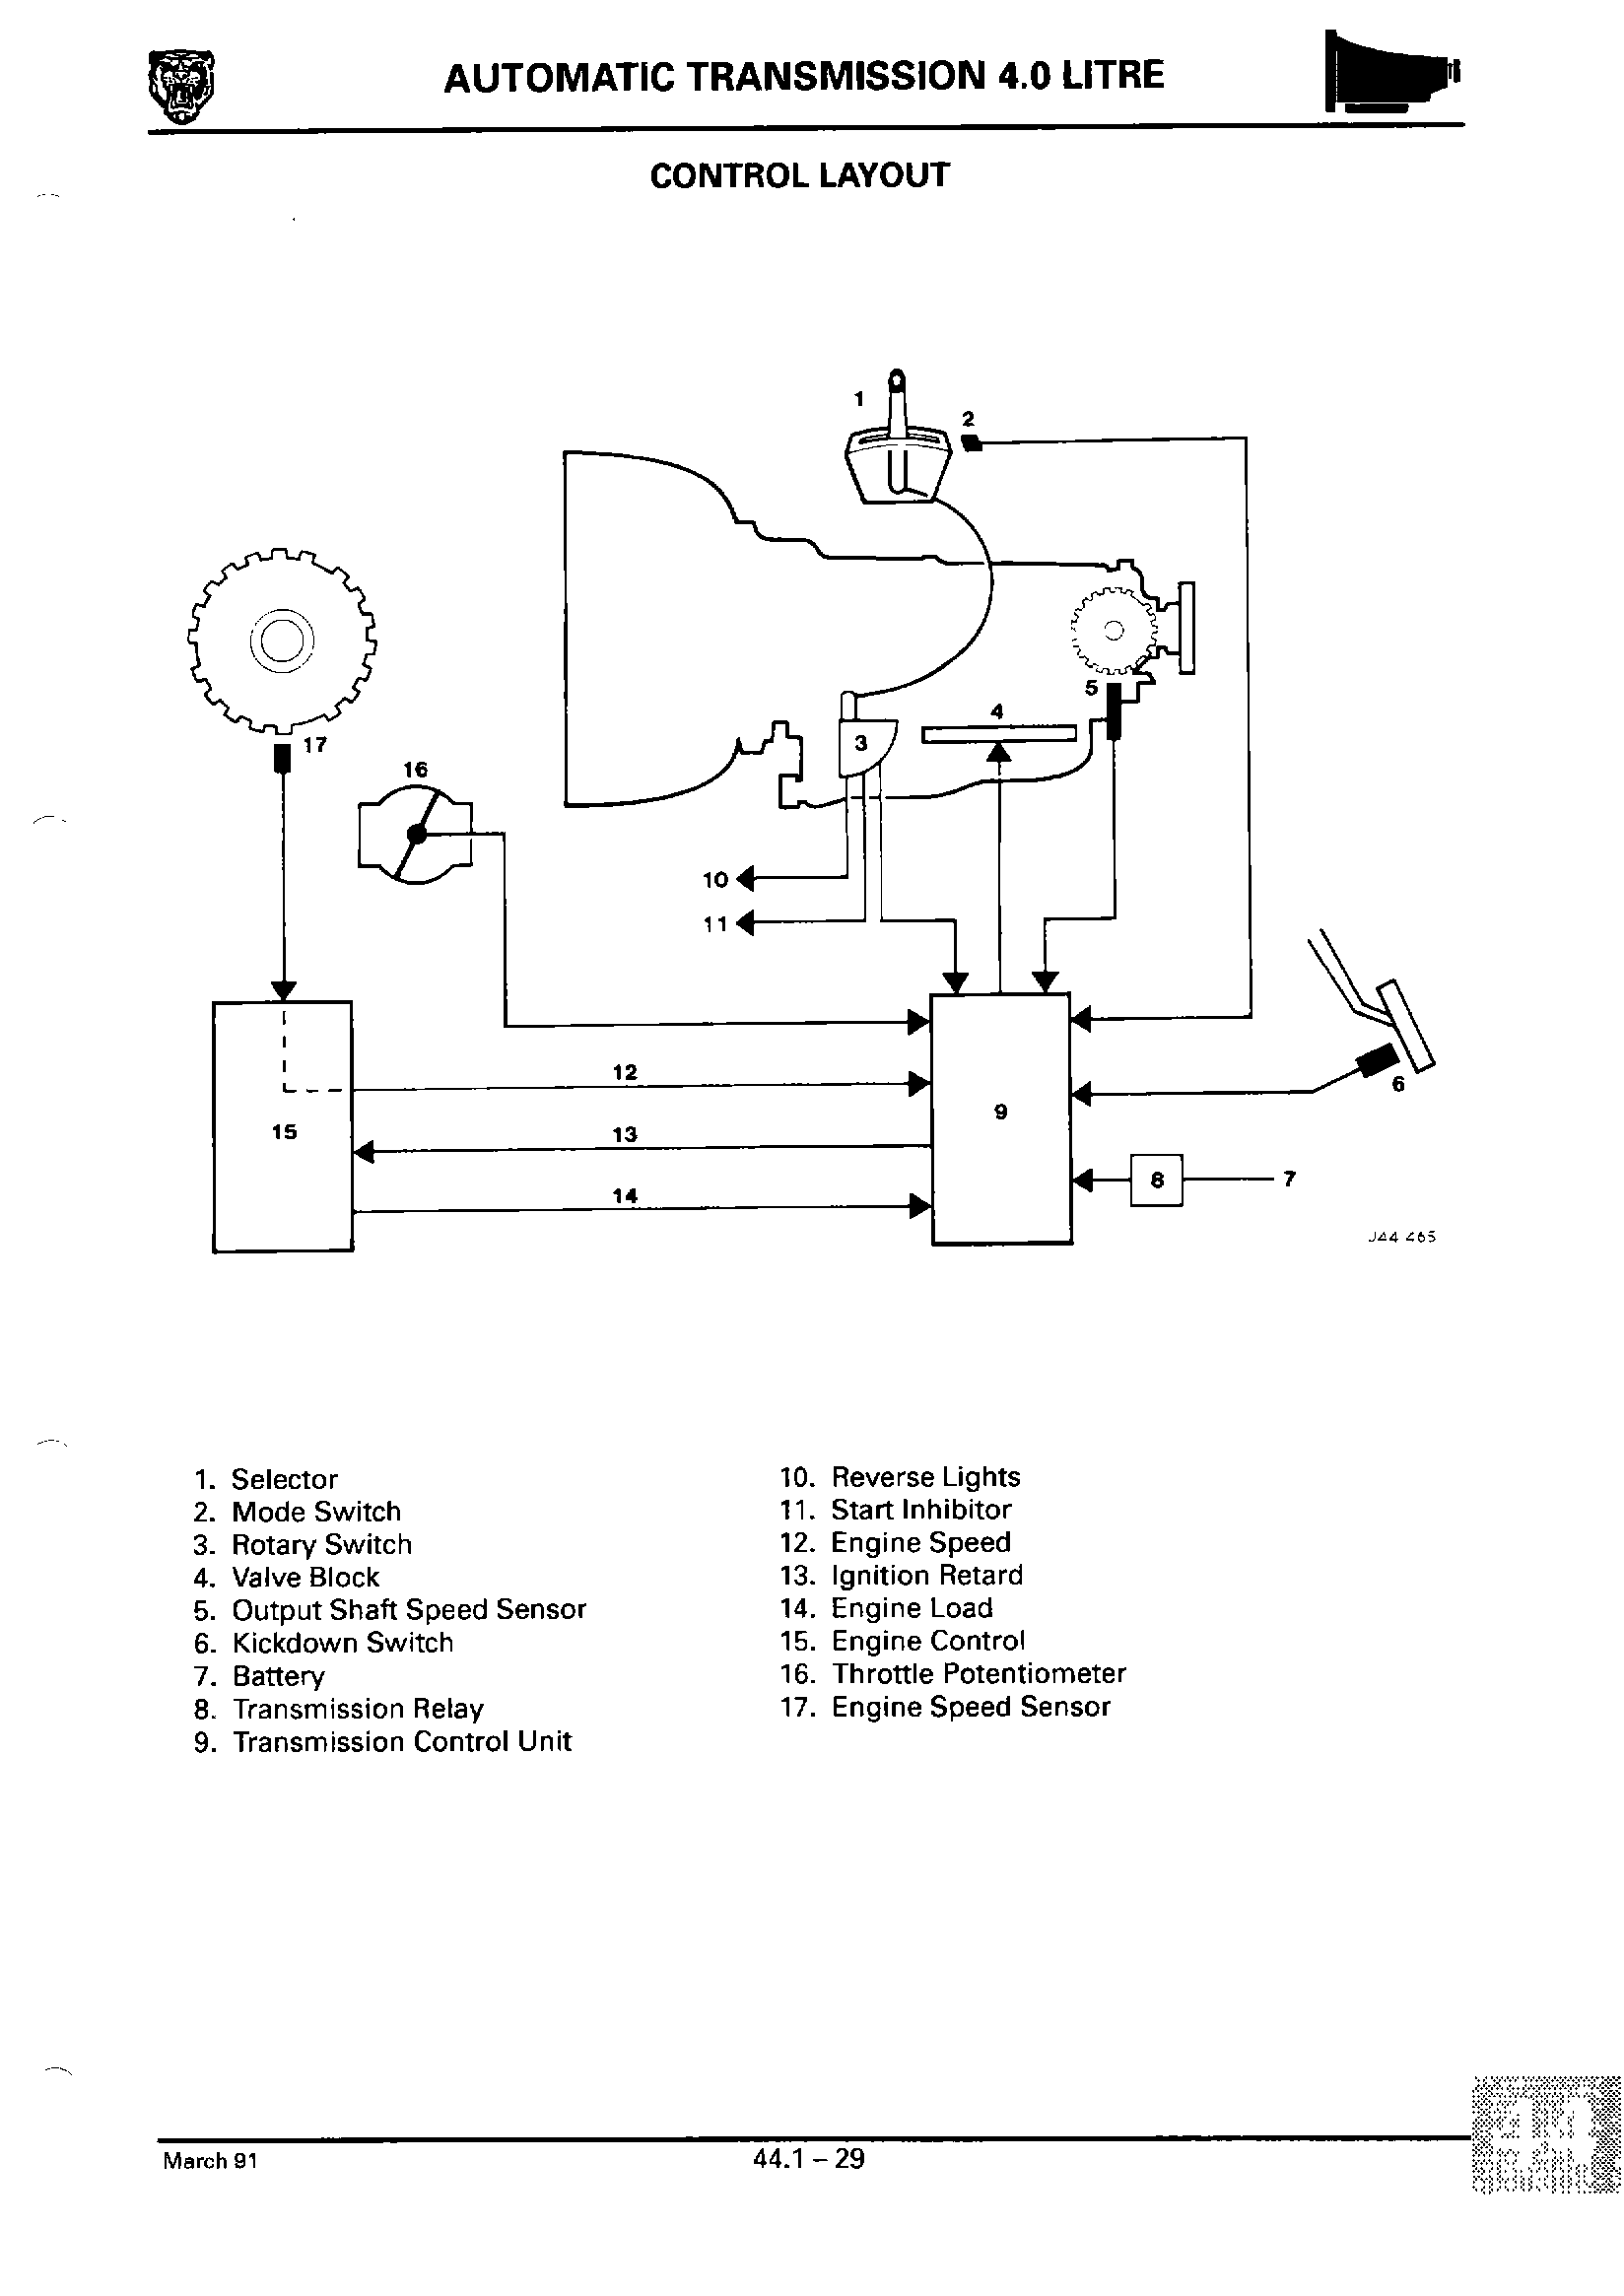 AUTOMATIC TRANSMISSION 4.0 LITRE
CONTROL LAYOUT
1
2
3
4
5
17
16
10
11
12
13
14
15
9
6
8
7
J44 465
1. Selector
2. Mode Switch
3. Rotary Switch
4. Valve Block
5. Output Shaft Speed Sensor
6. Kickdown Switch
7. Battery
8. Transmission Relay
9. Transmission Control Unit
10. Reverse Lights
11. Start Inhibitor
12. Engine Speed
13. Ignition Retard
14. Engine Load
15. Engine Control
16. Throttle Potentiometer
17. Engine Speed Sensor
March 91
44.1 – 29
44